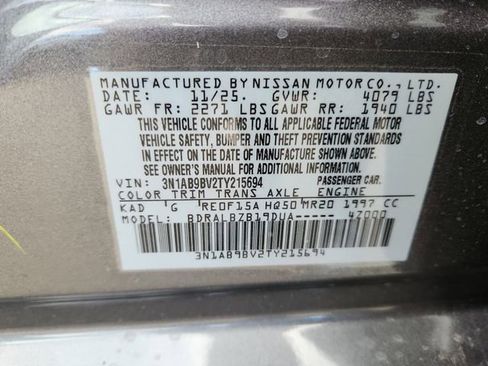 MANUFACTURED BY NISSAN MOTOR CO., LTD.
DATE: 11/25. GVWR: 4079 LBS
GAWR FR: 2271 LBS GAWR RR: 1940 LBS
THIS VEHICLE CONFORMS TO ALL APPLICABLE FEDERAL MOTOR
VEHICLE SAFETY, BUMPER, AND THEFT PREVENTION STANDARDS
IN EFFECT ON THE DATE OF MANUFACTURE SHOWN ABOVE.
SEE OWNER'S MANUAL FOR ADDITIONAL INFORMATION.
VIN: 3N1AB9BV2TY215694 PASSENGER CAR.
COLOR TRIM TRANS AXLE ENGINE
KAD G RE0F15A HQ50 MR20 1997 CC
MODEL: BDRALBZB19DUA----- 4Z000
3N1AB9BV2TY215694